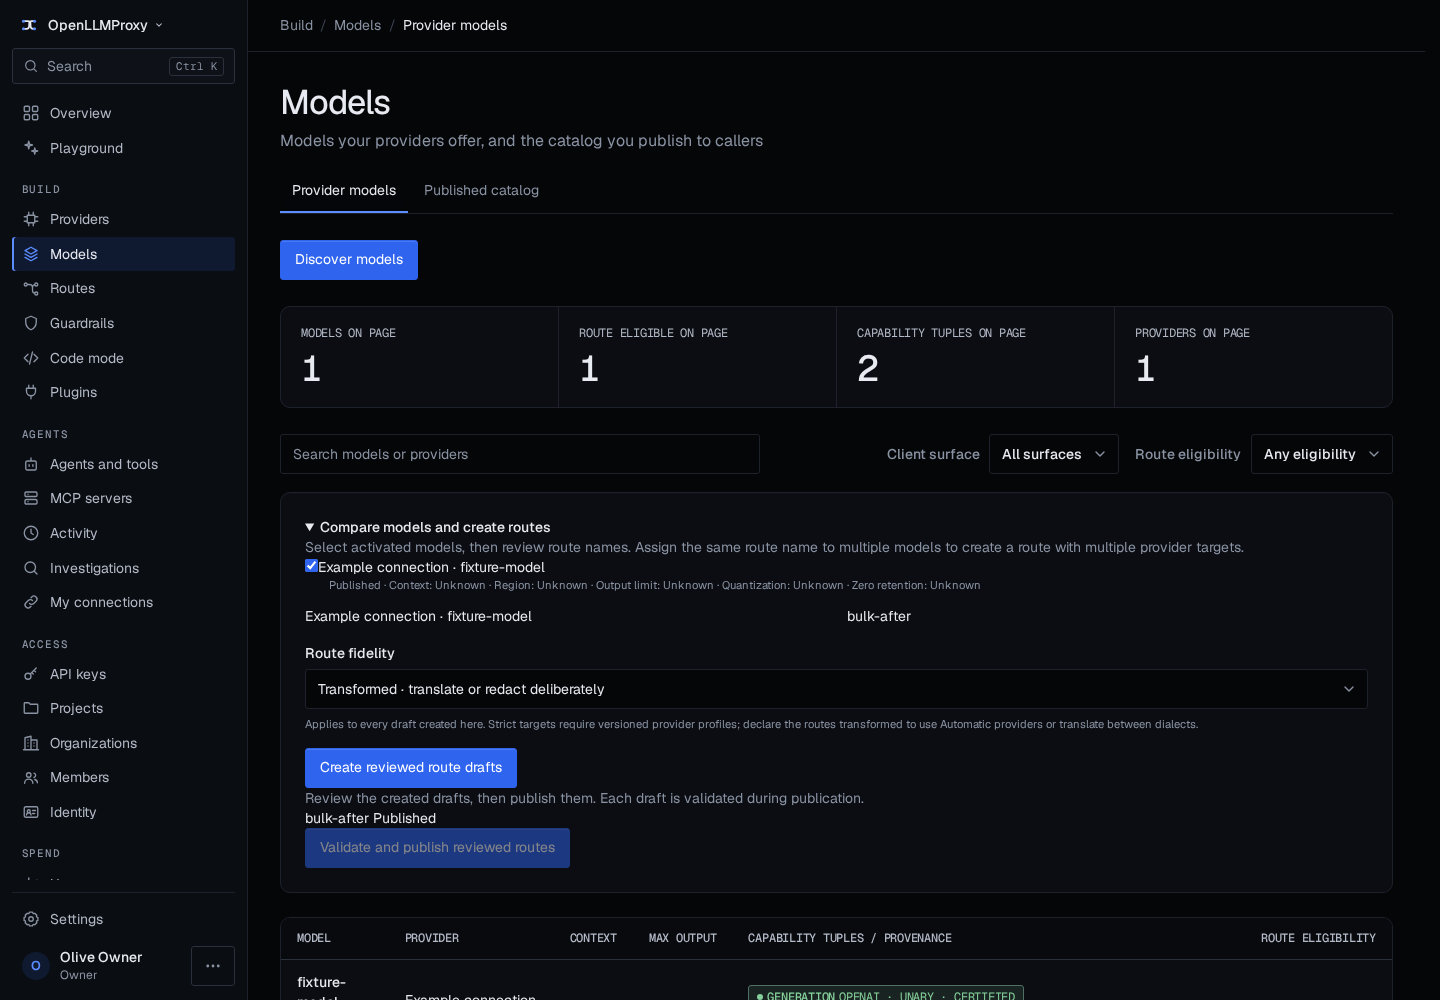 OpenLLMProxy
Search
Ctrl K
Overview
Playground
BUILD
Providers
Models
Routes
Guardrails
Code mode
Plugins
AGENTS
Agents and tools
MCP servers
Activity
Investigations
My connections
ACCESS
API keys
Projects
Organizations
Members
Identity
SPEND
Settings
O
Olive Owner
Owner
Build / Models / Provider models
Models
Models your providers offer, and the catalog you publish to callers
Provider models
Published catalog
Discover models
MODELS ON PAGE
1
ROUTE ELIGIBLE ON PAGE
1
CAPABILITY TUPLES ON PAGE
2
PROVIDERS ON PAGE
1
Search models or providers
Client surface
All surfaces
Route eligibility
Any eligibility
Compare models and create routes
Select activated models, then review route names. Assign the same route name to multiple models to create a route with multiple provider targets.
Example connection · fixture-model
Published · Context: Unknown · Region: Unknown · Output limit: Unknown · Quantization: Unknown · Zero retention: Unknown
Example connection · fixture-model
bulk-after
Route fidelity
Transformed · translate or redact deliberately
Applies to every draft created here. Strict targets require versioned provider profiles; declare the routes transformed to use Automatic providers or translate between dialects.
Create reviewed route drafts
Review the created drafts, then publish them. Each draft is validated during publication.
bulk-after Published
Validate and publish reviewed routes
MODEL
PROVIDER
CONTEXT
MAX OUTPUT
CAPABILITY TUPLES / PROVENANCE
ROUTE ELIGIBILITY
fixture-
model
Example connection
GENERATION OPENAI · UNARY · CERTIFIED